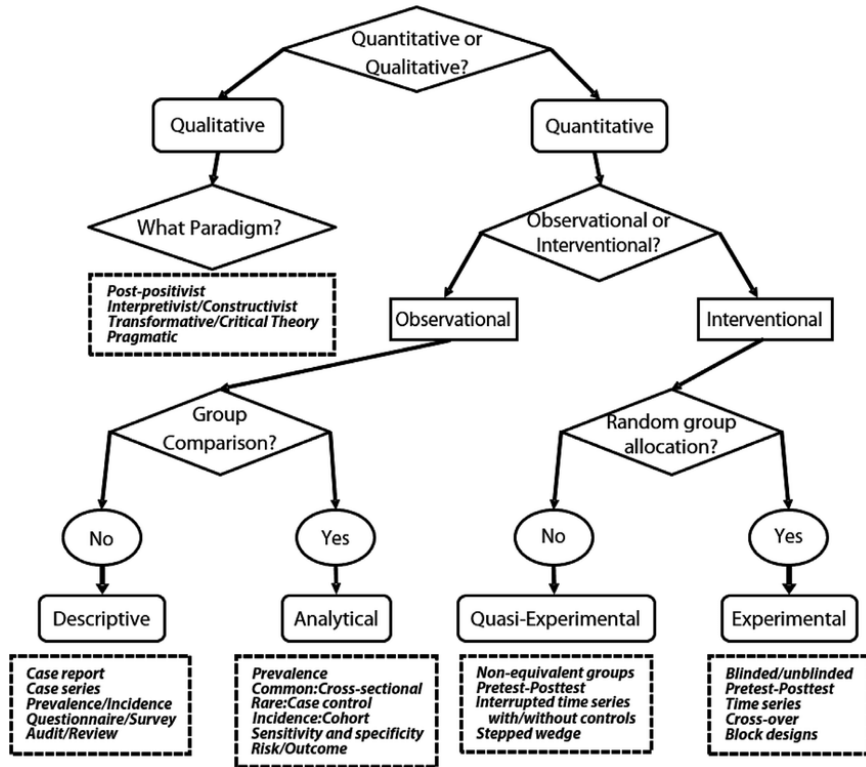 Quantitative or
Qualitative?
Qualitative
Quantitative
What Paradigm?
Observational or
Interventional?
Post-positivist
Interpretivist/Constructivist
Transformative/Critical Theory
Pragmatic
Observational
Interventional
Group
Comparison?
Random group
allocation?
No
Yes
No
Yes
Descriptive
Analytical
Quasi-Experimental
Experimental
Case report
Case series
Prevalence/Incidence
Questionnaire/Survey
Audit/Review
Prevalence
Common:Cross-sectional
Rare:Case control
Incidence:Cohort
Sensitivity and specificity
Risk/Outcome
Non-equivalent groups
Pretest-Posttest
Interrupted time series
with/without controls
Stepped wedge
Blinded/unblinded
Pretest-Posttest
Time series
Cross-over
Block designs